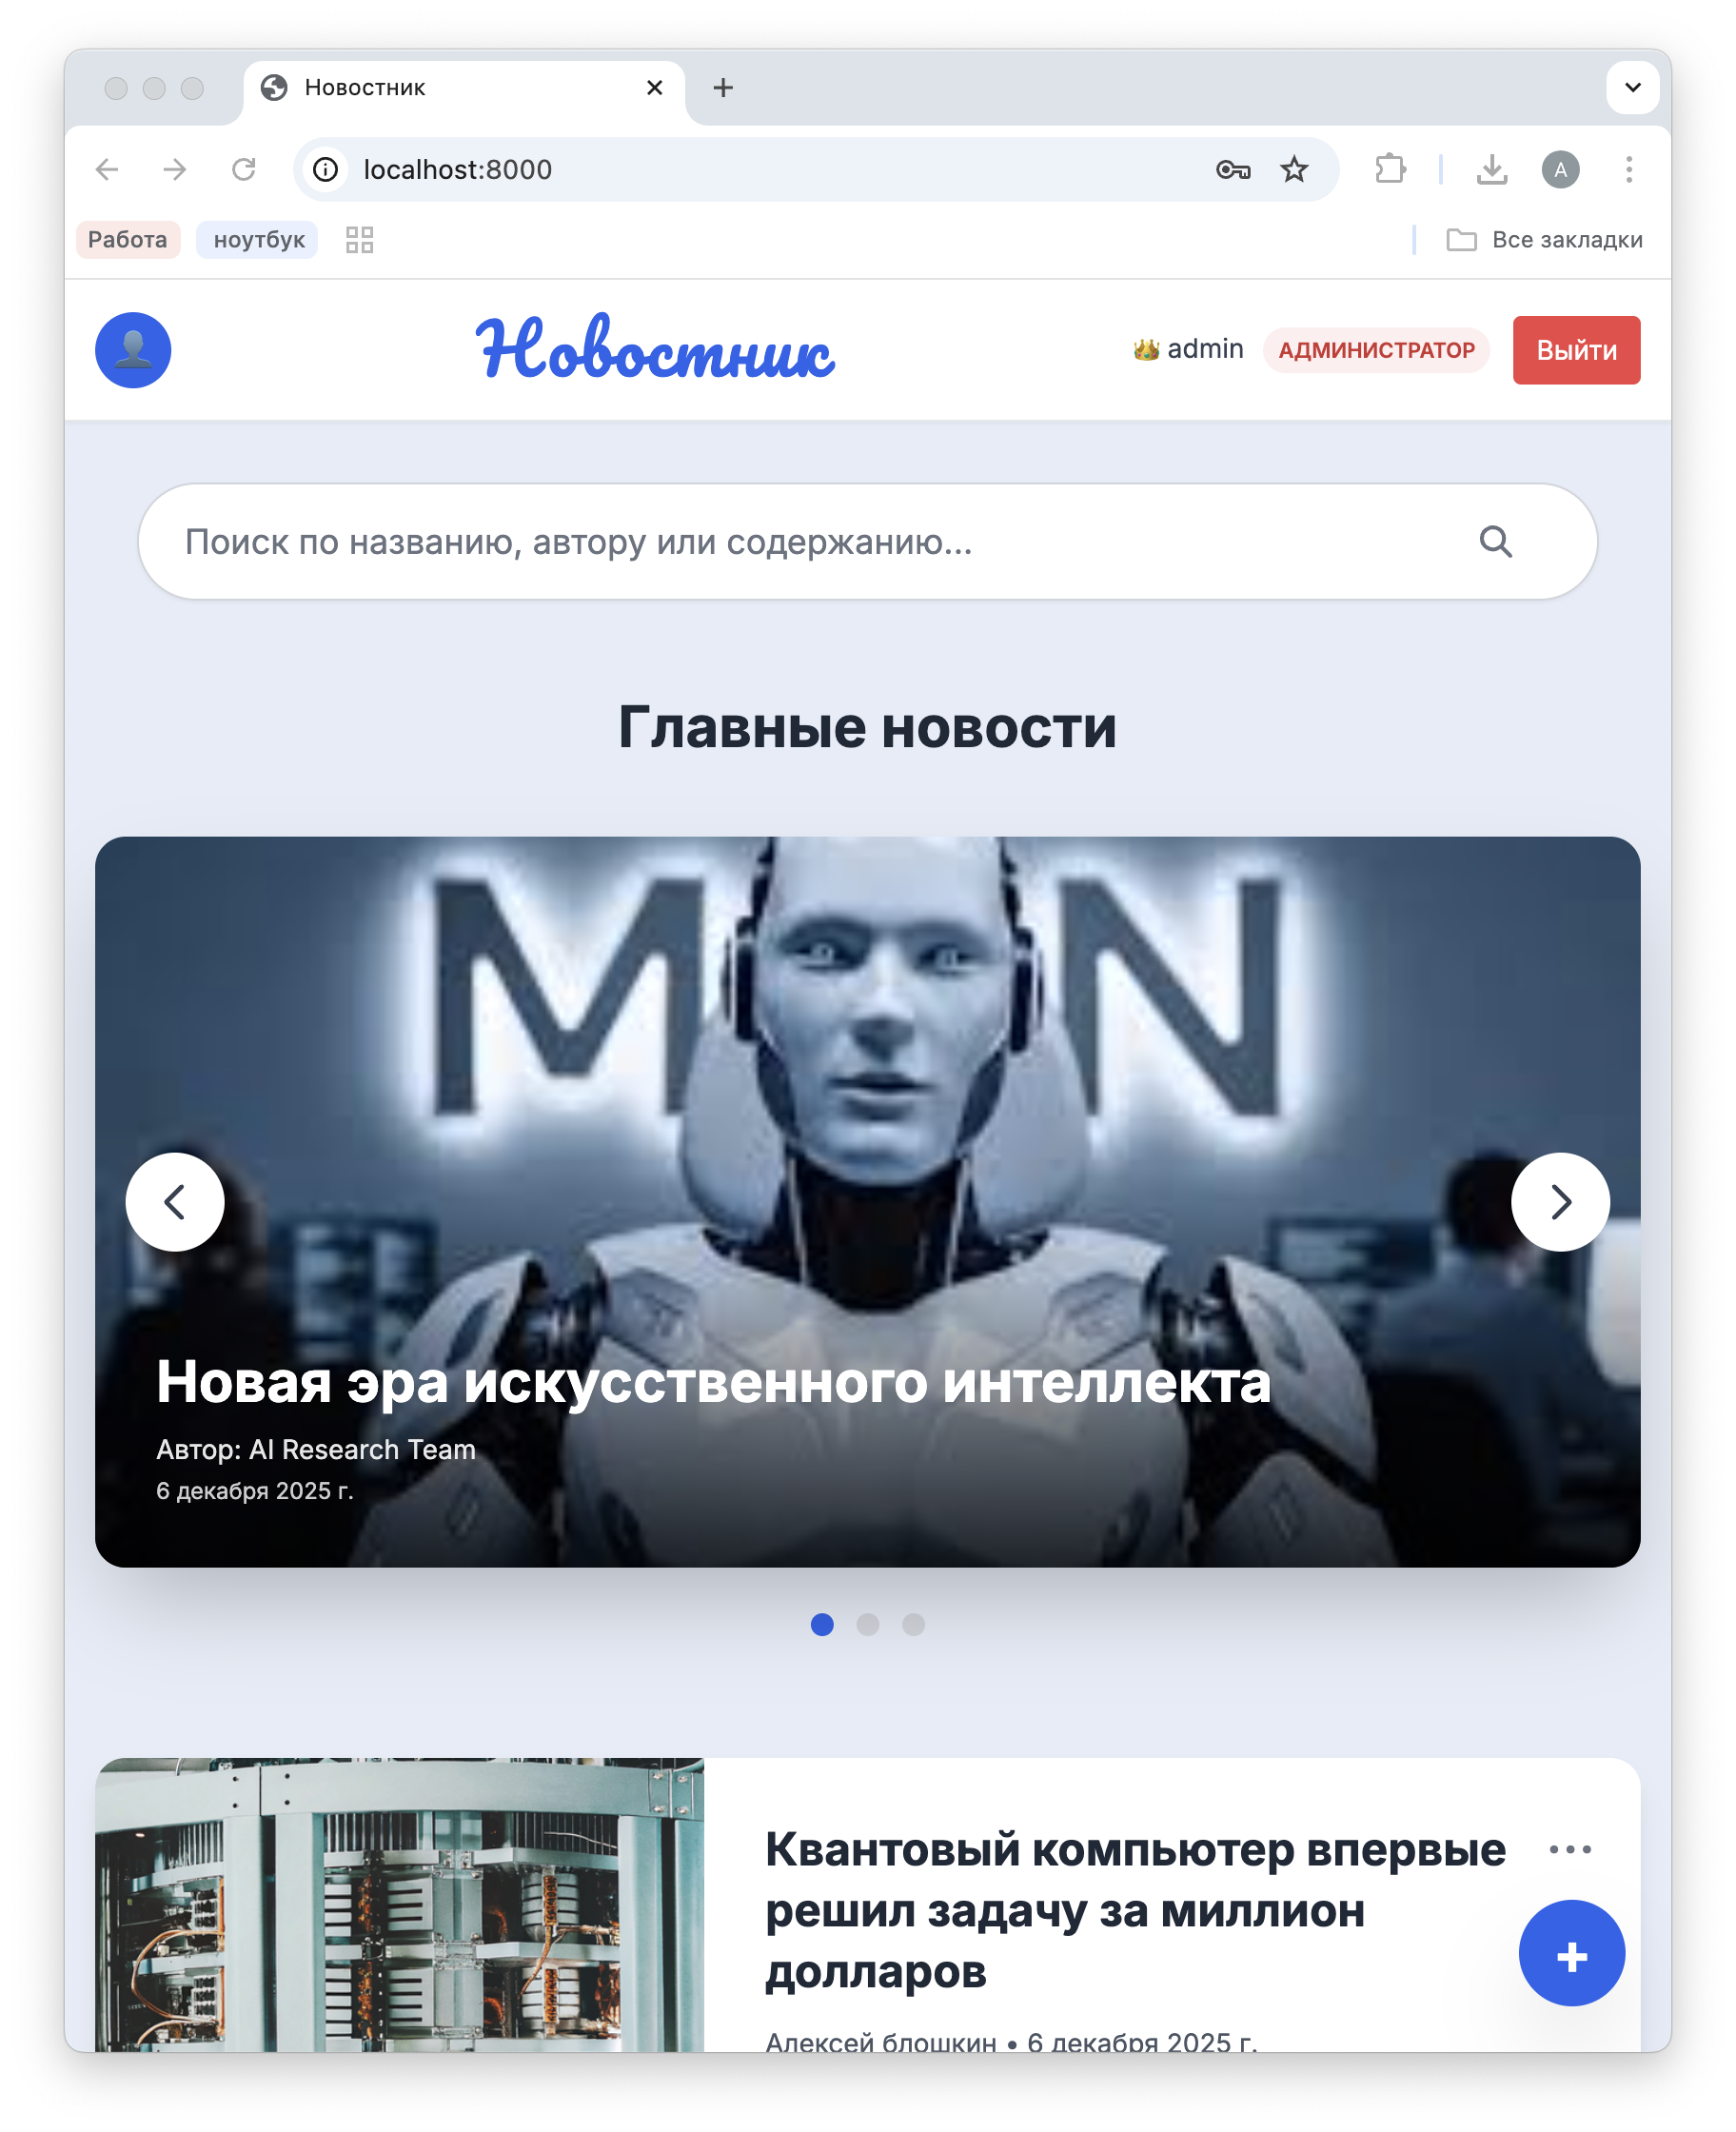 Новостник
localhost:8000
A
Работа
ноутбук
Все закладки
Новостник
admin
АДМИНИСТРАТОР
Выйти
Поиск по названию, автору или содержанию...
Главные новости
M N
Новая эра искусственного интеллекта
Автор: AI Research Team
6 декабря 2025 г.
Квантовый компьютер впервые
решил задачу за миллион
долларов
Алексей блошкин • 6 декабря 2025 г.